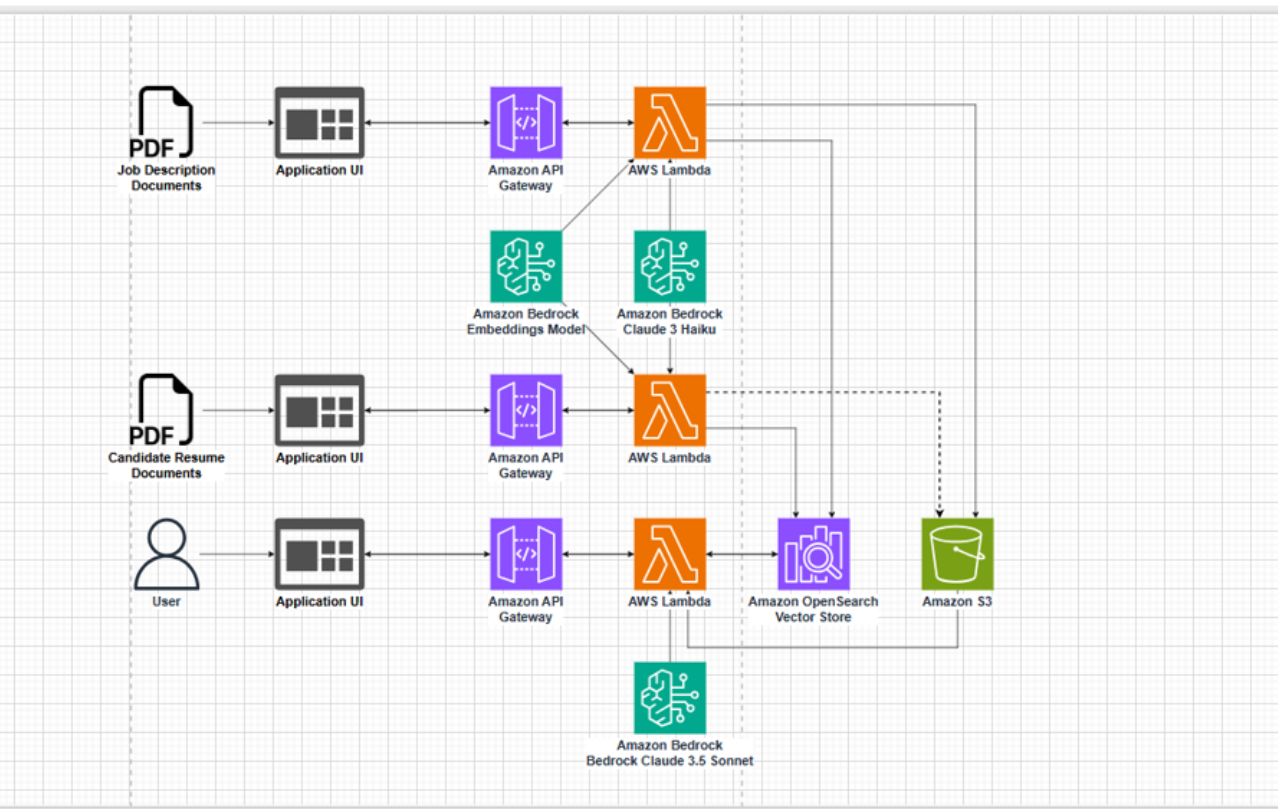 PDF
Job Description
Documents
Application UI
Amazon API
Gateway
AWS Lambda
Amazon Bedrock
Embeddings Model
Amazon Bedrock
Claude 3 Haiku
PDF
Candidate Resume
Documents
Application UI
Amazon API
Gateway
AWS Lambda
User
Application UI
Amazon API
Gateway
AWS Lambda
Amazon OpenSearch
Vector Store
Amazon S3
Amazon Bedrock
Bedrock Claude 3.5 Sonnet